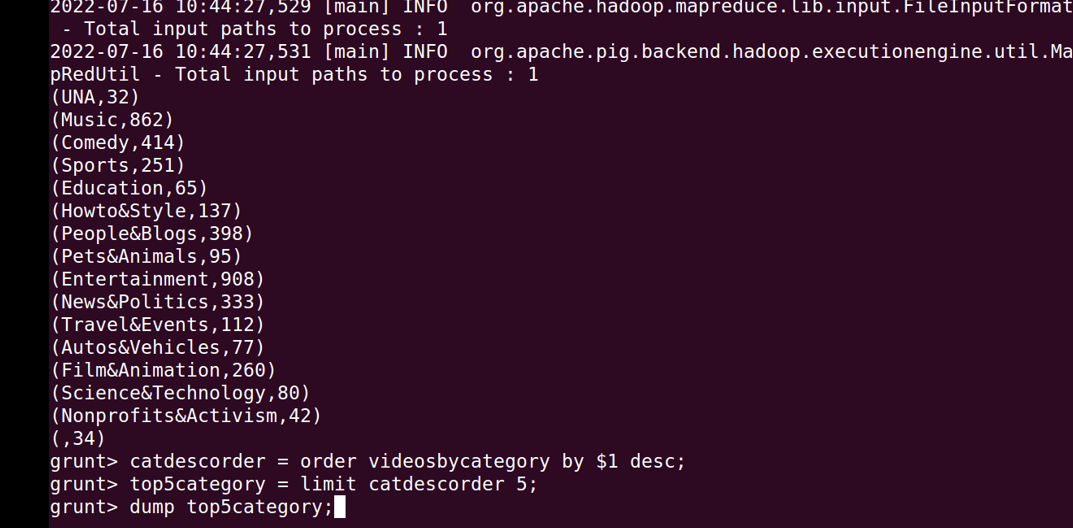 2022-07-16 10:44:27,529 [main] INFO  org.apache.hadoop.mapreduce.lib.input.FileInputFormat
 - Total input paths to process : 1
2022-07-16 10:44:27,531 [main] INFO  org.apache.pig.backend.hadoop.executionengine.util.Ma
pRedUtil - Total input paths to process : 1
(UNA,32)
(Music,862)
(Comedy,414)
(Sports,251)
(Education,65)
(Howto&Style,137)
(People&Blogs,398)
(Pets&Animals,95)
(Entertainment,908)
(News&Politics,333)
(Travel&Events,112)
(Autos&Vehicles,77)
(Film&Animation,260)
(Science&Technology,80)
(Nonprofits&Activism,42)
(,34)
grunt> catdescorder = order videosbycategory by $1 desc;
grunt> top5category = limit catdescorder 5;
grunt> dump top5category;